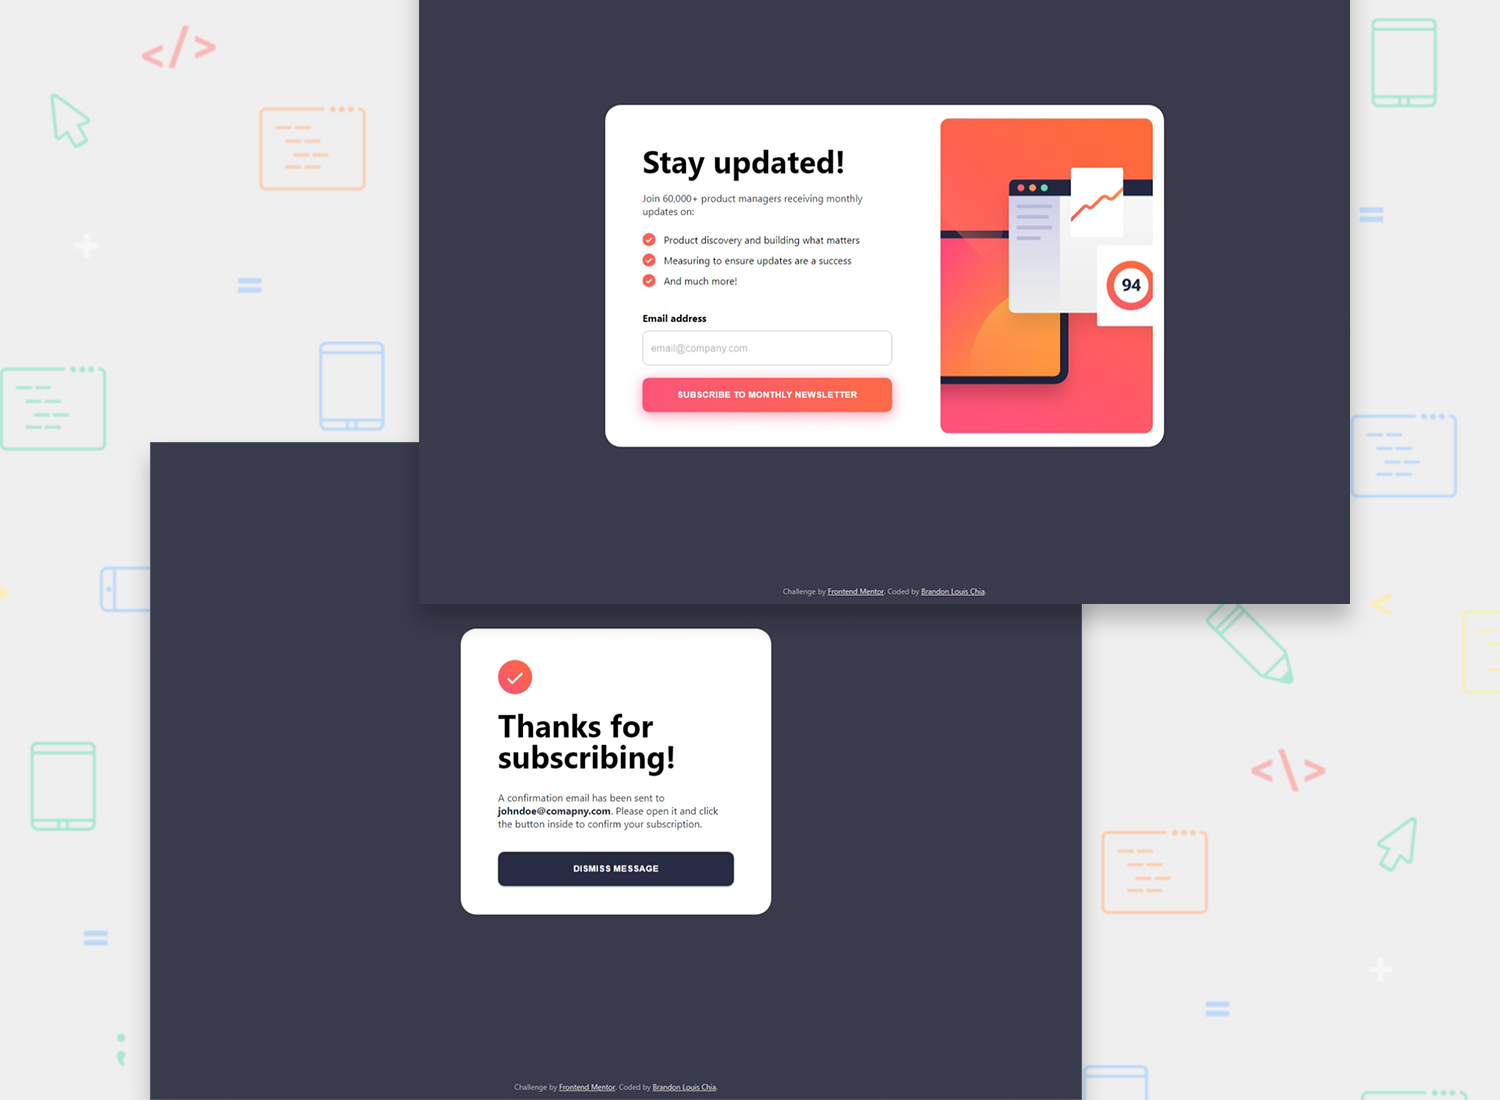 Stay updated!
Join 60,000+ product managers receiving monthly
updates on:
Product discovery and building what matters
Measuring to ensure updates are a success
And much more!
Email address
email@company.com
SUBSCRIBE TO MONTHLY NEWSLETTER
94
Challenge by Frontend Mentor. Coded by Brandon Louis Chia.
Thanks for
subscribing!
A confirmation email has been sent to
johndoe@comapny.com. Please open it and click
the button inside to confirm your subscription.
DISMISS MESSAGE
Challenge by Frontend Mentor. Coded by Brandon Louis Chia.